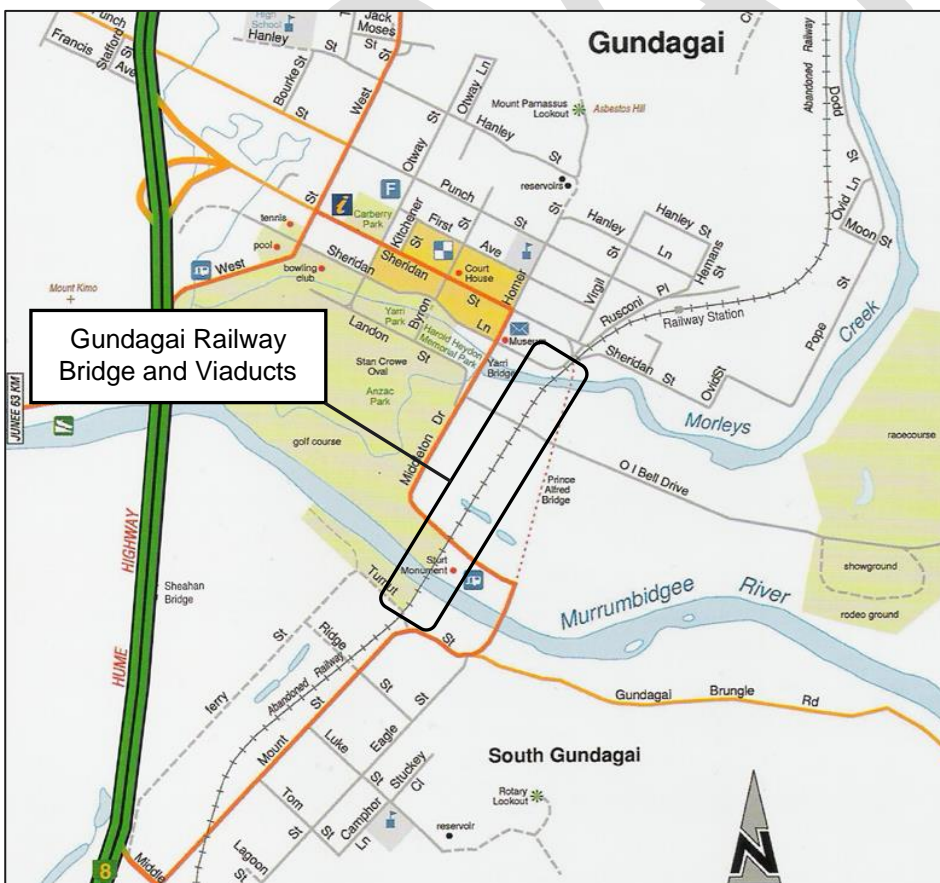 High
School
Hanley
St
Jack
Moses
St
Punch
Francis
Stafford
St
Ave
Bourke St
West
St
Otway Ln
Gundagai
Mount Parnassus
Lookout
Asbestos Hill
Abandoned Railway
Dodd
St
Hanley
St
Otway
St
reservoirs
Punch
St
F
i
Carberry
Park
Kitchener
St
First
Ave
Hanley
St
Hanley St
Ln
Hemans
St
Ovid Ln
Moon St
tennis
pool
West
bowling
club
Sheridan
Sheridan
St
Court
House
Homer
St
Virgil
Rusconi Pl
Railway Station
Pope
St
Creek
Mount Kimo
Yarri
Park
Byron
Ln
Landon
St
Harold Heydon
Memorial Park
Museum
Yarri
Bridge
Sheridan
St
Ovid St
Morleys
Gundagai Railway
Bridge and Viaducts
Stan Crowe
Oval
Anzac
Park
JUNEE 63 KM
golf course
Middleton Dr
O I Bell Drive
racecourse
Prince
Alfred
Bridge
HIGHWAY
HUME
Sheahan
Bridge
Sturt
Monument
Tumut
St
showground
rodeo ground
Murrumbidgee River
Ridge
St
ferry
St
Abandoned Railway
Mount
St
Gundagai Brungle Rd
Luke
St
Eagle
St
South Gundagai
Stuckey
Cl
Tom
St
Camphor
Ln
Rotary
Lookout
reservoir
Lagoon
St
Middle
8
N